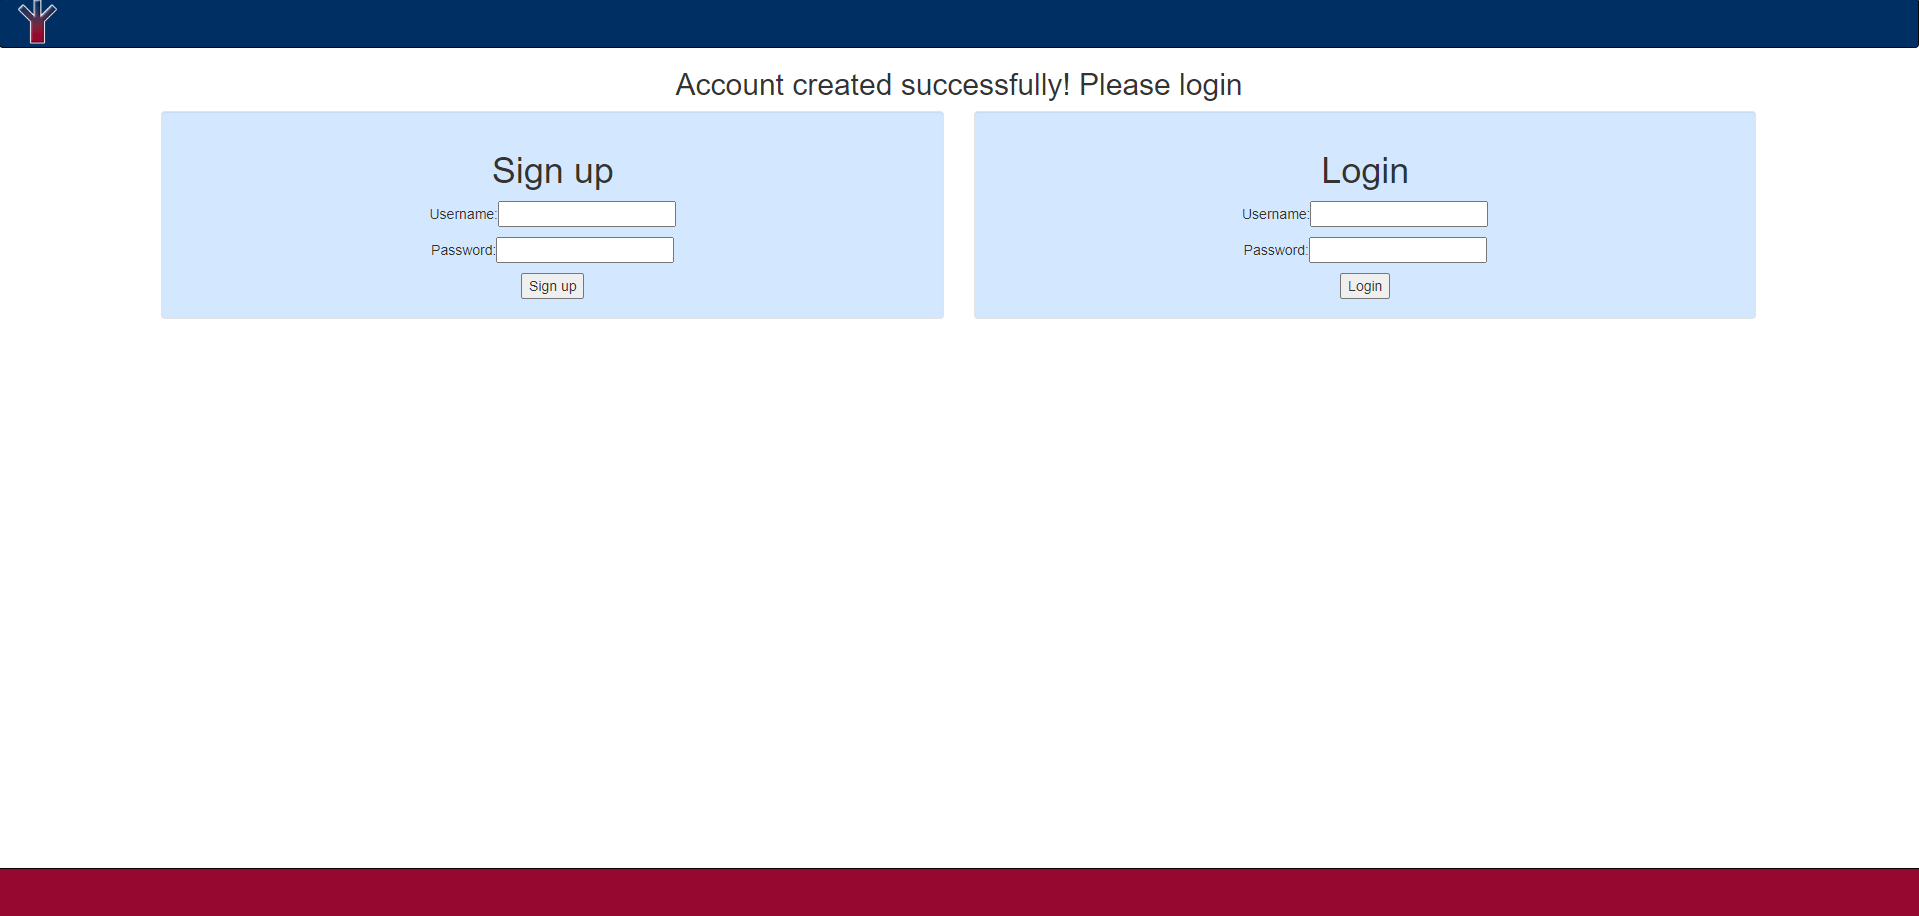 Account created successfully! Please login
Sign up
Username:
Password:
Sign up
Login
Username:
Password:
Login